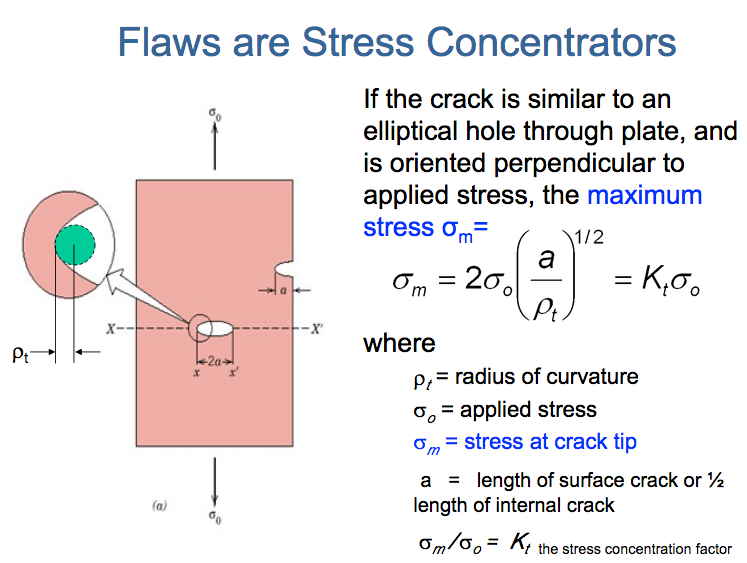 Flaws are Stress Concentrators
If the crack is similar to an
elliptical hole through plate, and
is oriented perpendicular to
applied stress, the maximum
stress σm=
σm = 2σo(a/ρt)^1/2 = Ktσo
where
ρt = radius of curvature
σo = applied stress
σm = stress at crack tip
a = length of surface crack or ½
length of internal crack
σm/σo = Kt the stress concentration factor
σ0
a
X
X'
ρt
2a
x
x'
(a)
σ0